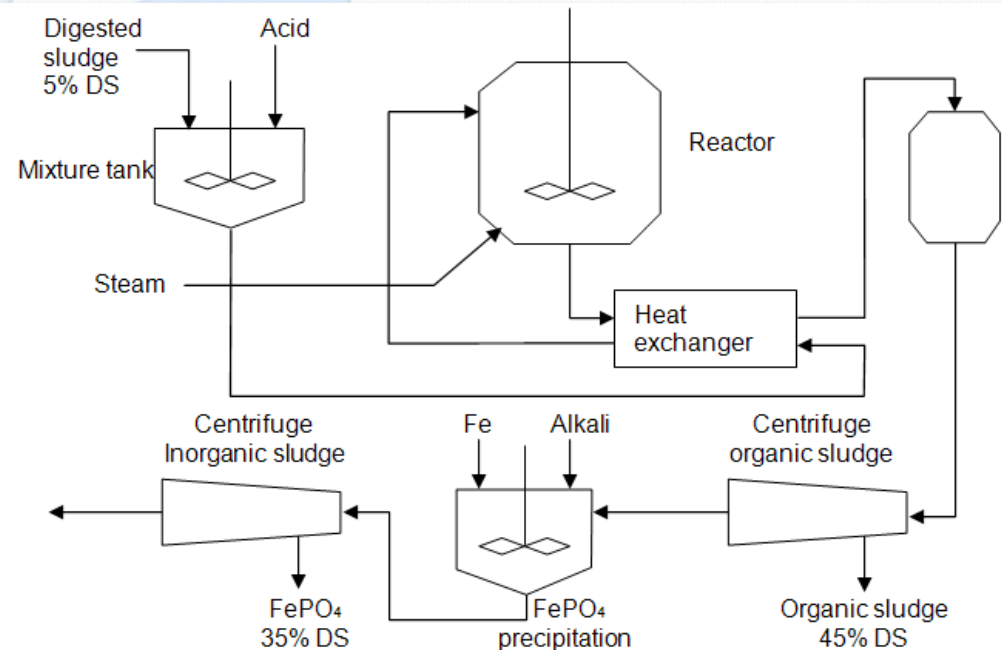 Digested
sludge
5% DS
Acid
Mixture tank
Reactor
Steam
Heat
exchanger
Centrifuge
Inorganic sludge
Fe
Alkali
Centrifuge
organic sludge
FePO₄
35% DS
FePO₄
precipitation
Organic sludge
45% DS